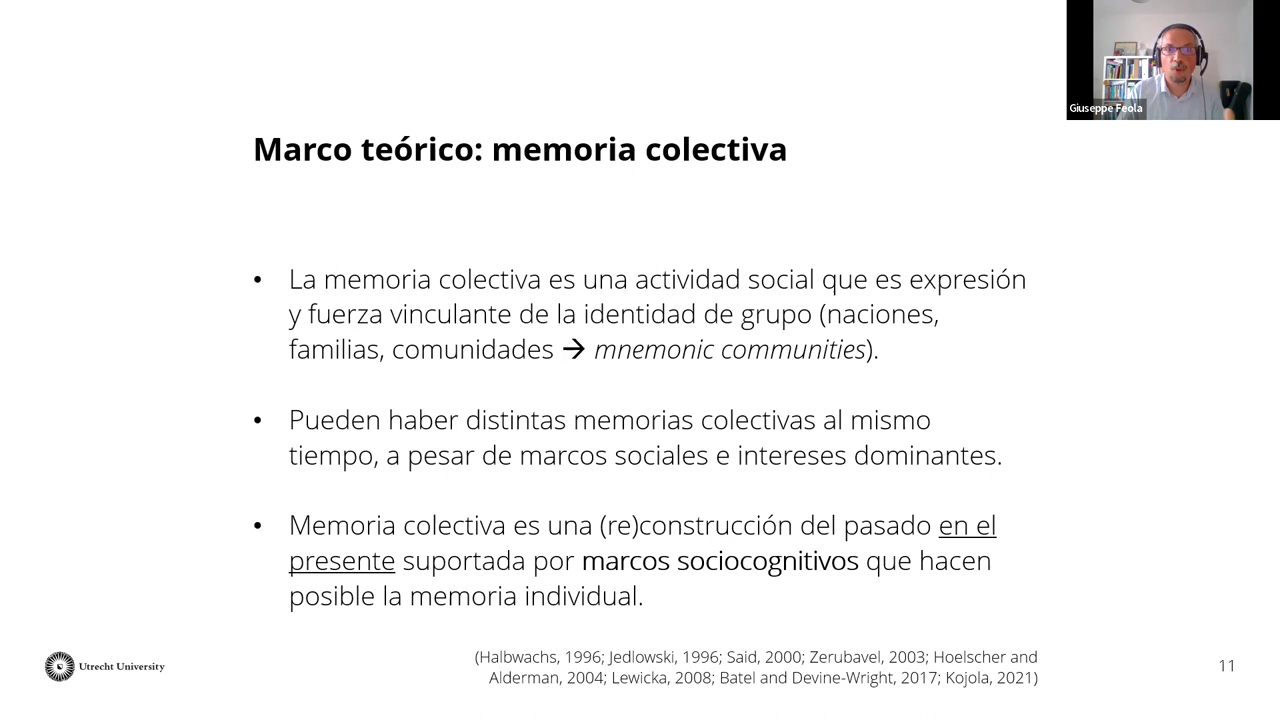 Giuseppe Feola
Marco teórico: memoria colectiva
• La memoria colectiva es una actividad social que es expresión
y fuerza vinculante de la identidad de grupo (naciones,
familias, comunidades → mnemonic communities).
• Pueden haber distintas memorias colectivas al mismo
tiempo, a pesar de marcos sociales e intereses dominantes.
• Memoria colectiva es una (re)construcción del pasado en el
presente suportada por marcos sociocognitivos que hacen
posible la memoria individual.
(Halbwachs, 1996; Jedlowski, 1996; Said, 2000; Zerubavel, 2003; Hoelscher and
Alderman, 2004; Lewicka, 2008; Batel and Devine-Wright, 2017; Kojola, 2021)
Utrecht University
11